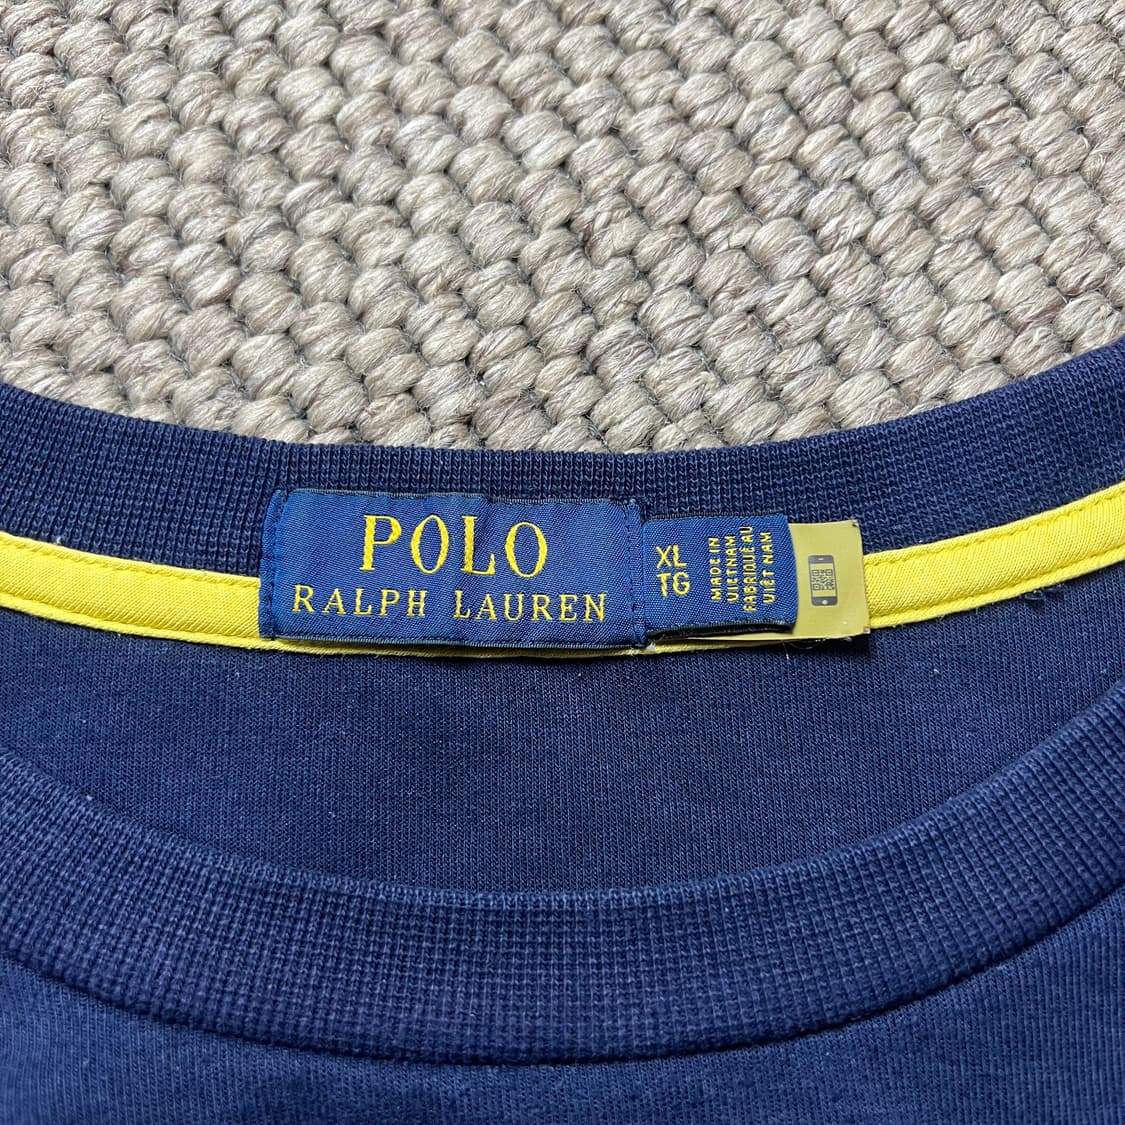 POLO
RALPH LAUREN
XL
TG
MADE IN
VIETNAM
FABRIQUÉ AU
VIÊT NAM